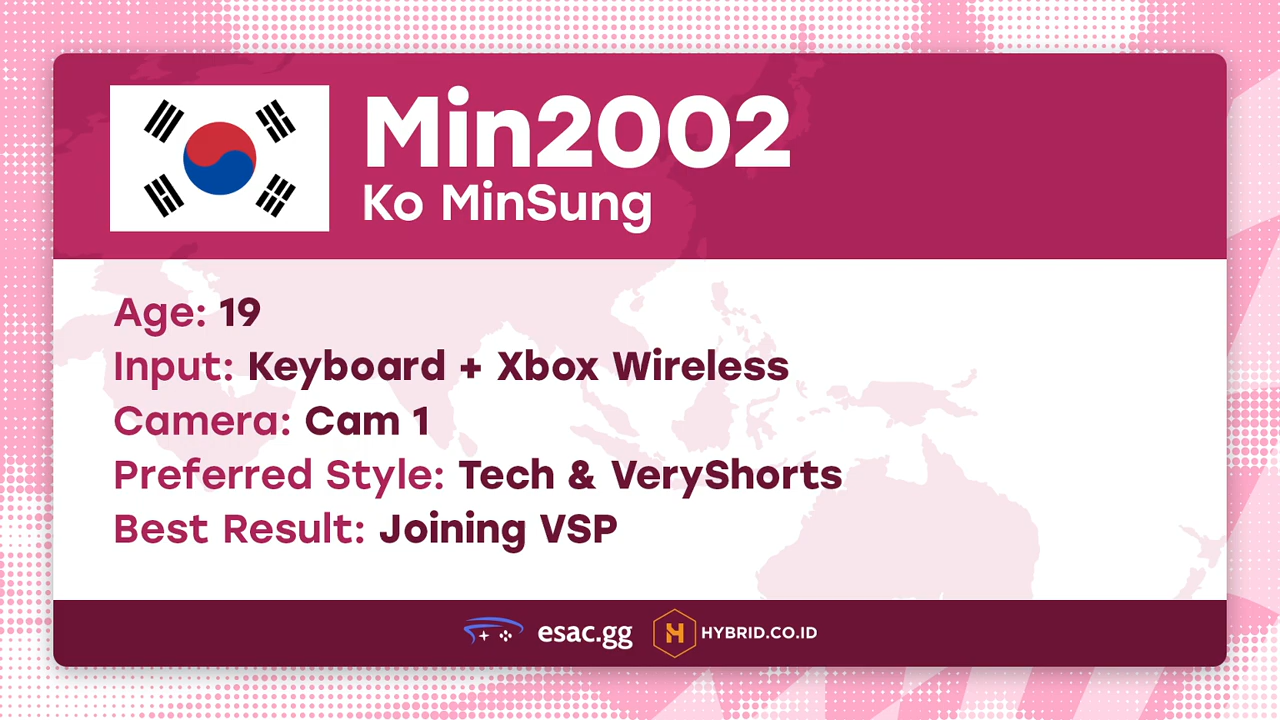 Min2002
Ko MinSung
Age: 19
Input: Keyboard + Xbox Wireless
Camera: Cam 1
Preferred Style: Tech & VeryShorts
Best Result: Joining VSP
esac.gg HYBRID.CO.ID